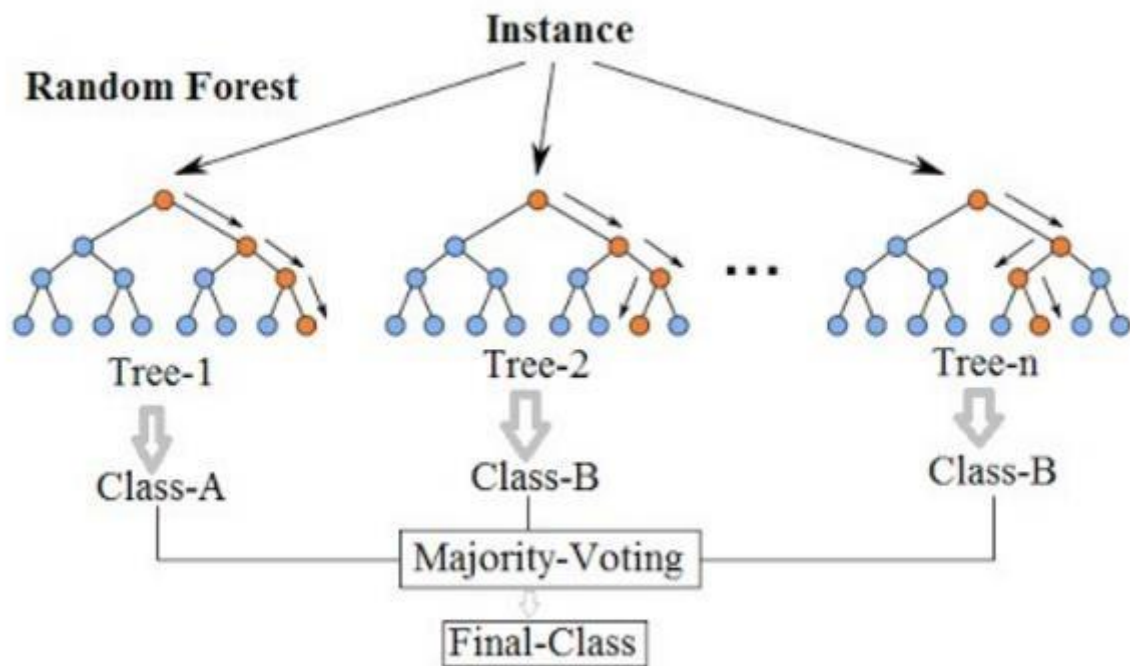 Instance
Random Forest
...
Tree-1
Tree-2
Tree-n
Class-A
Class-B
Class-B
Majority-Voting
Final-Class